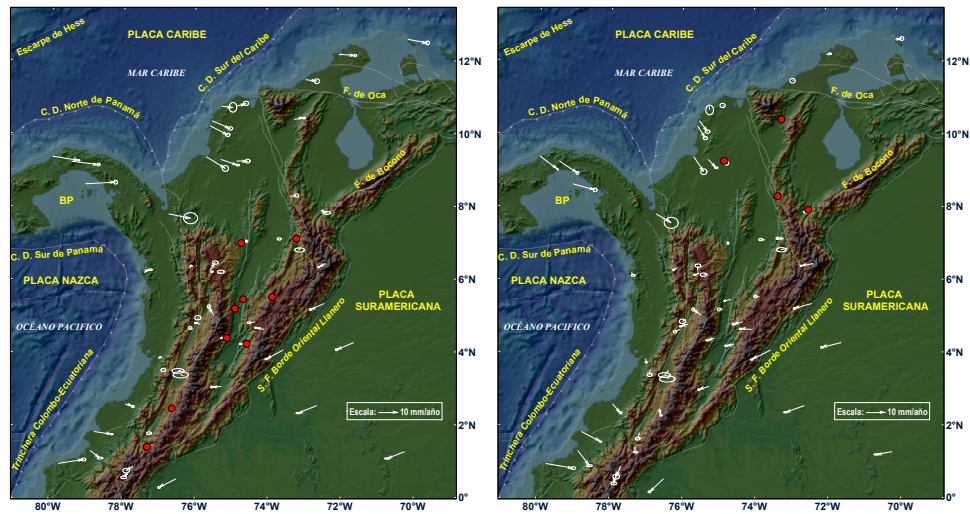 Escarpe de Hess
PLACA CARIBE
MAR CARIBE
C. D. Sur del Caribe
C. D. Norte de Panamá
F. de Oca
F. de Boconó
BP
C. D. Sur de Panamá
PLACA NAZCA
OCÉANO PACIFICO
PLACA
SURAMERICANA
S. F. Borde Oriental Llanero
Trinchera Colombo-Ecuatoriana
Escala: 10 mm/año
12°N
10°N
8°N
6°N
4°N
2°N
0°
80°W 78°W 76°W 74°W 72°W 70°W
Escarpe de Hess
PLACA CARIBE
MAR CARIBE
C. D. Sur del Caribe
C. D. Norte de Panamá
F. de Oca
F. de Boconó
BP
C. D. Sur de Panamá
PLACA NAZCA
OCÉANO PACIFICO
PLACA
SURAMERICANA
S. F. Borde Oriental Llanero
Trinchera Colombo-Ecuatoriana
Escala: 10 mm/año
12°N
10°N
8°N
6°N
4°N
2°N
0°
80°W 78°W 76°W 74°W 72°W 70°W